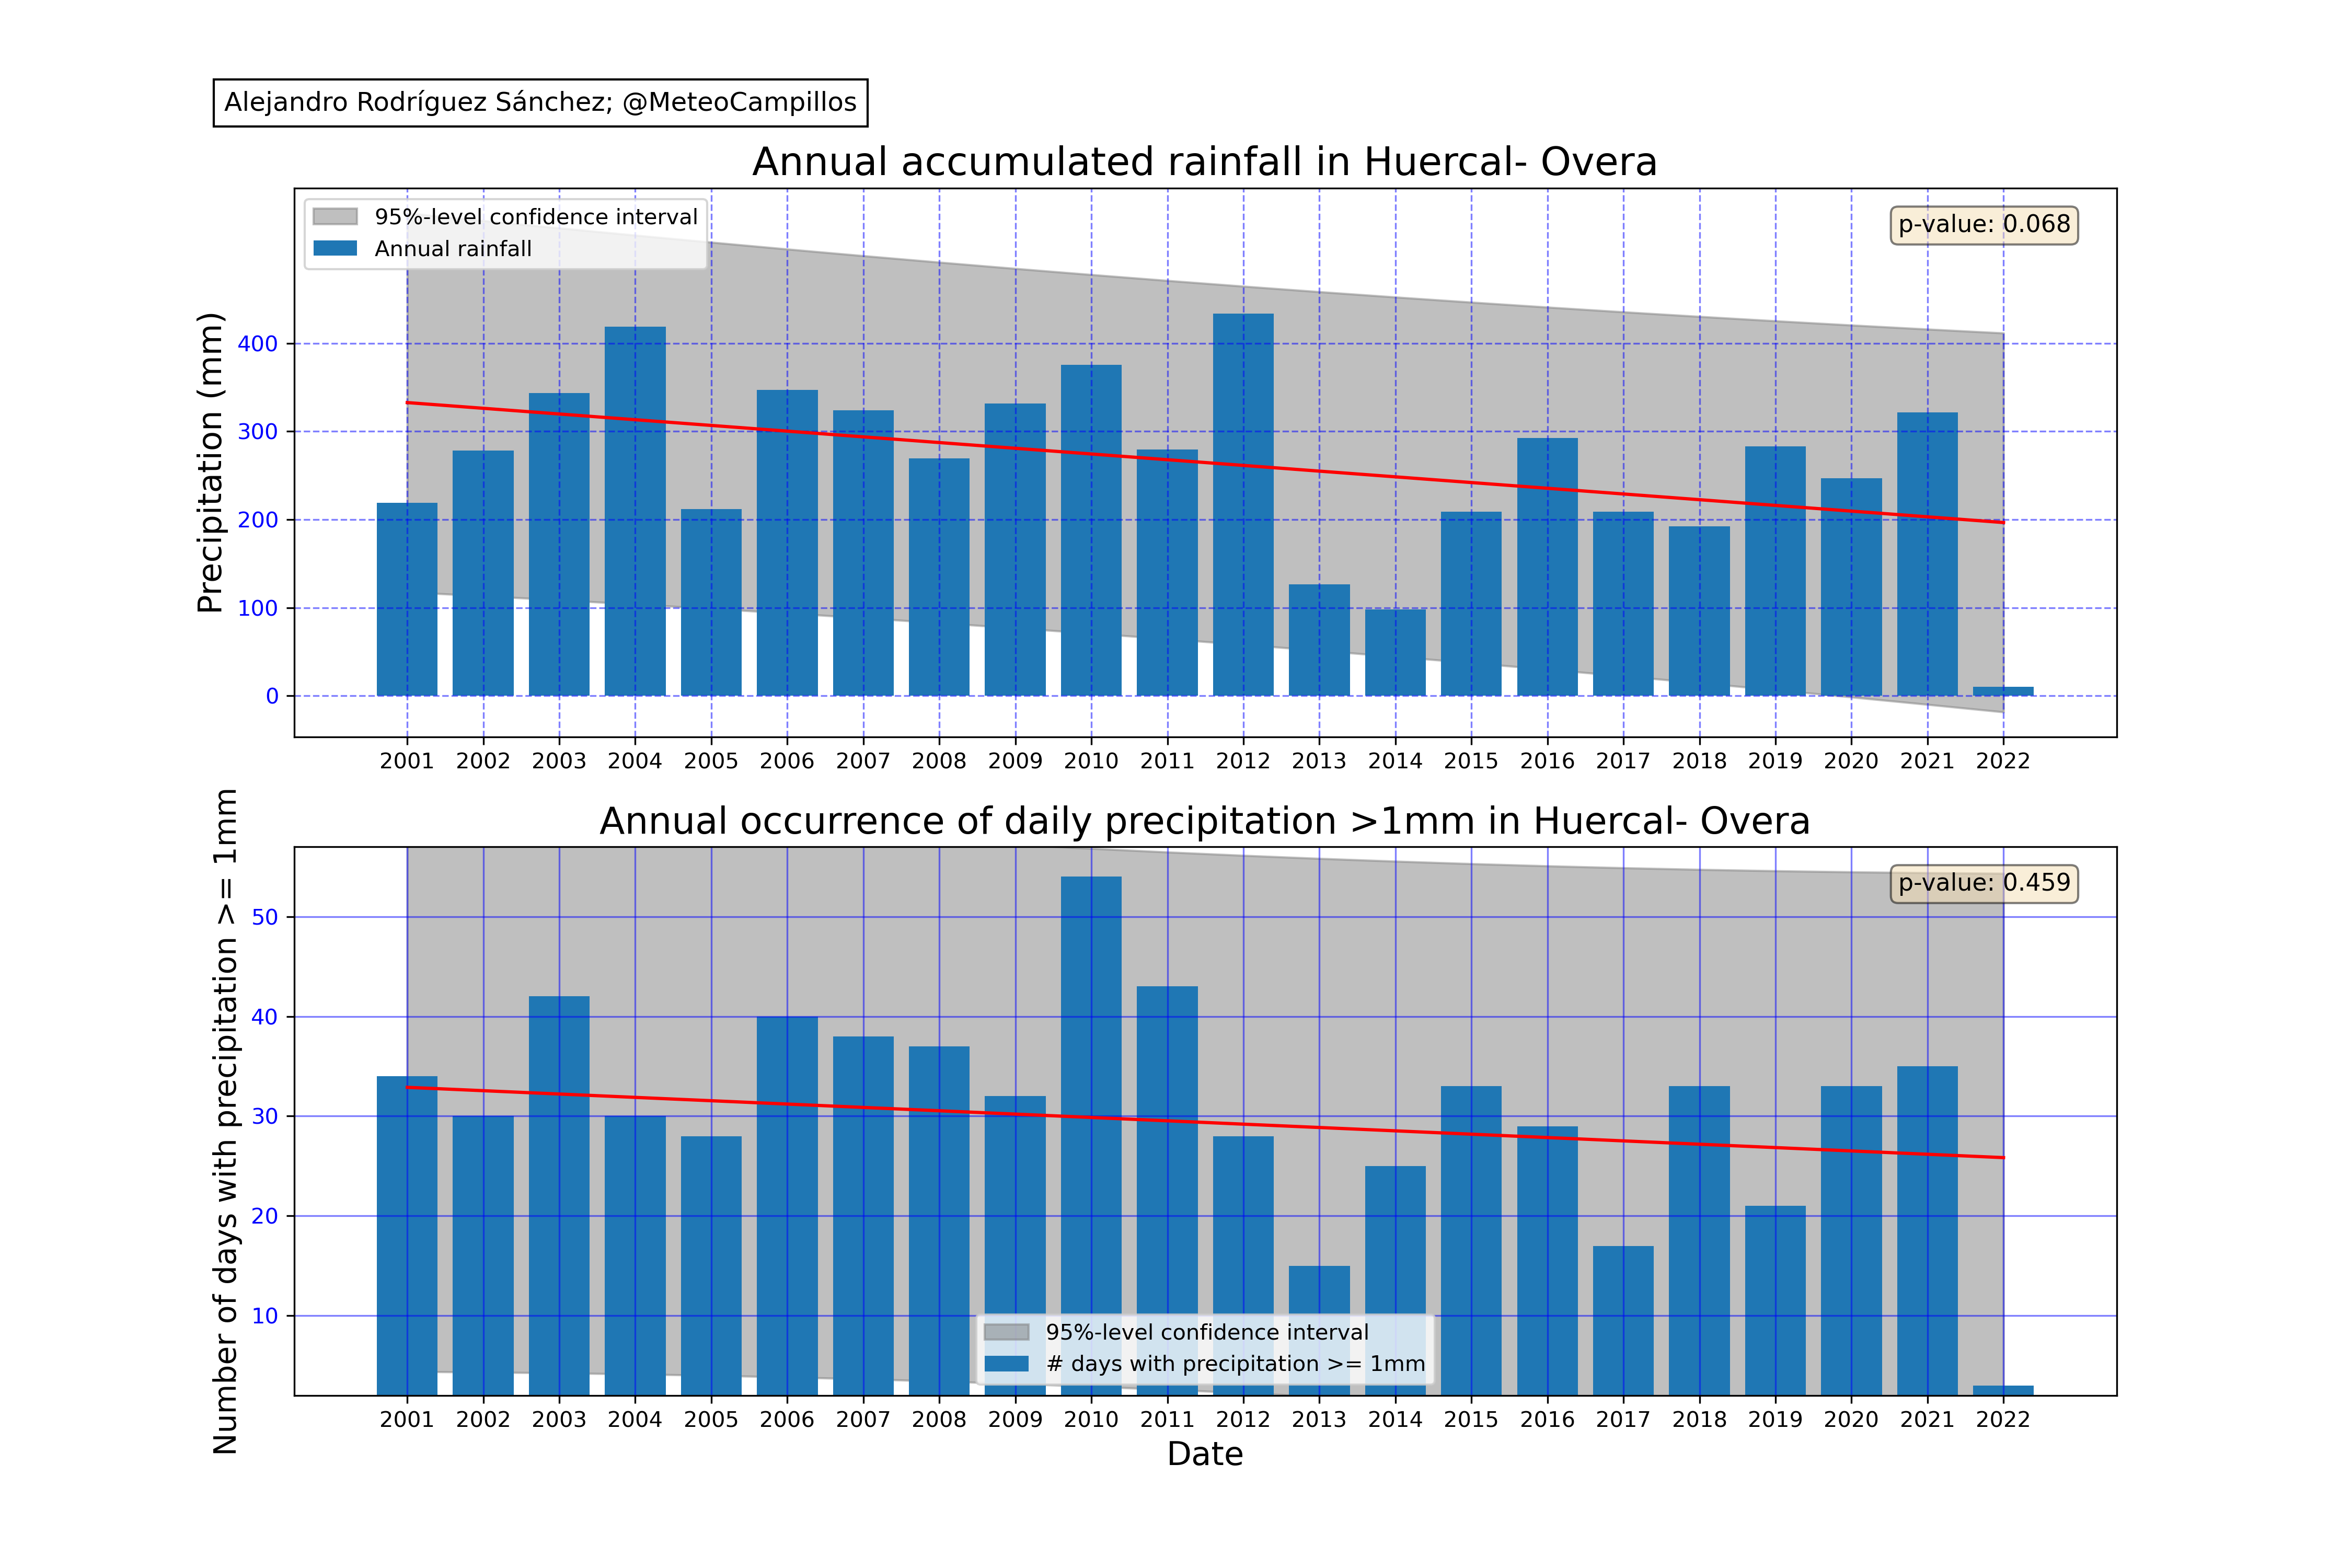 Alejandro Rodríguez Sánchez; @MeteoCampillos
Annual accumulated rainfall in Huercal- Overa
95%-level confidence interval
Annual rainfall
p-value: 0.068
Precipitation (mm)
400
300
200
100
0
2001 2002 2003 2004 2005 2006 2007 2008 2009 2010 2011 2012 2013 2014 2015 2016 2017 2018 2019 2020 2021 2022
Annual occurrence of daily precipitation >1mm in Huercal- Overa
p-value: 0.459
Number of days with precipitation >= 1mm
50
40
30
20
10
95%-level confidence interval
# days with precipitation >= 1mm
2001 2002 2003 2004 2005 2006 2007 2008 2009 2010 2011 2012 2013 2014 2015 2016 2017 2018 2019 2020 2021 2022
Date